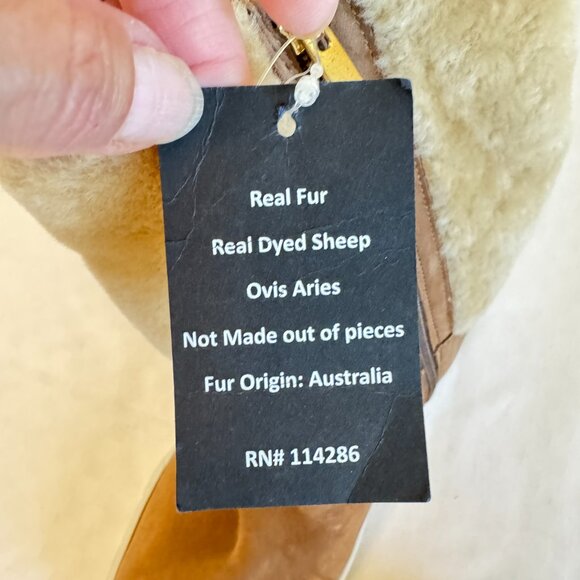 Real Fur
Real Dyed Sheep
Ovis Aries
Not Made out of pieces
Fur Origin: Australia
RN# 114286